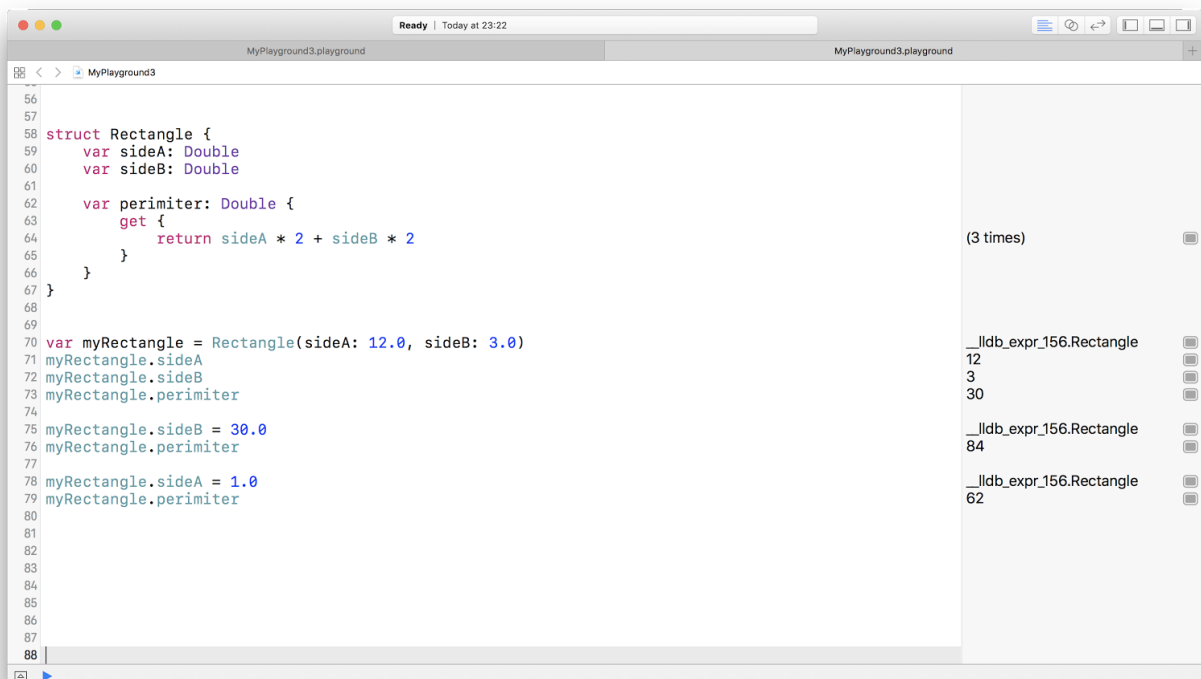 Ready | Today at 23:22
MyPlayground3.playground
MyPlayground3.playground
+
MyPlayground3
56
57
58 struct Rectangle {
59     var sideA: Double
60     var sideB: Double
61
62     var perimiter: Double {
63         get {
64             return sideA * 2 + sideB * 2 (3 times)
65         }
66     }
67 }
68
69
70 var myRectangle = Rectangle(sideA: 12.0, sideB: 3.0) __lldb_expr_156.Rectangle
71 myRectangle.sideA 12
72 myRectangle.sideB 3
73 myRectangle.perimiter 30
74
75 myRectangle.sideB = 30.0 __lldb_expr_156.Rectangle
76 myRectangle.perimiter 84
77
78 myRectangle.sideA = 1.0 __lldb_expr_156.Rectangle
79 myRectangle.perimiter 62
80
81
82
83
84
85
86
87
88